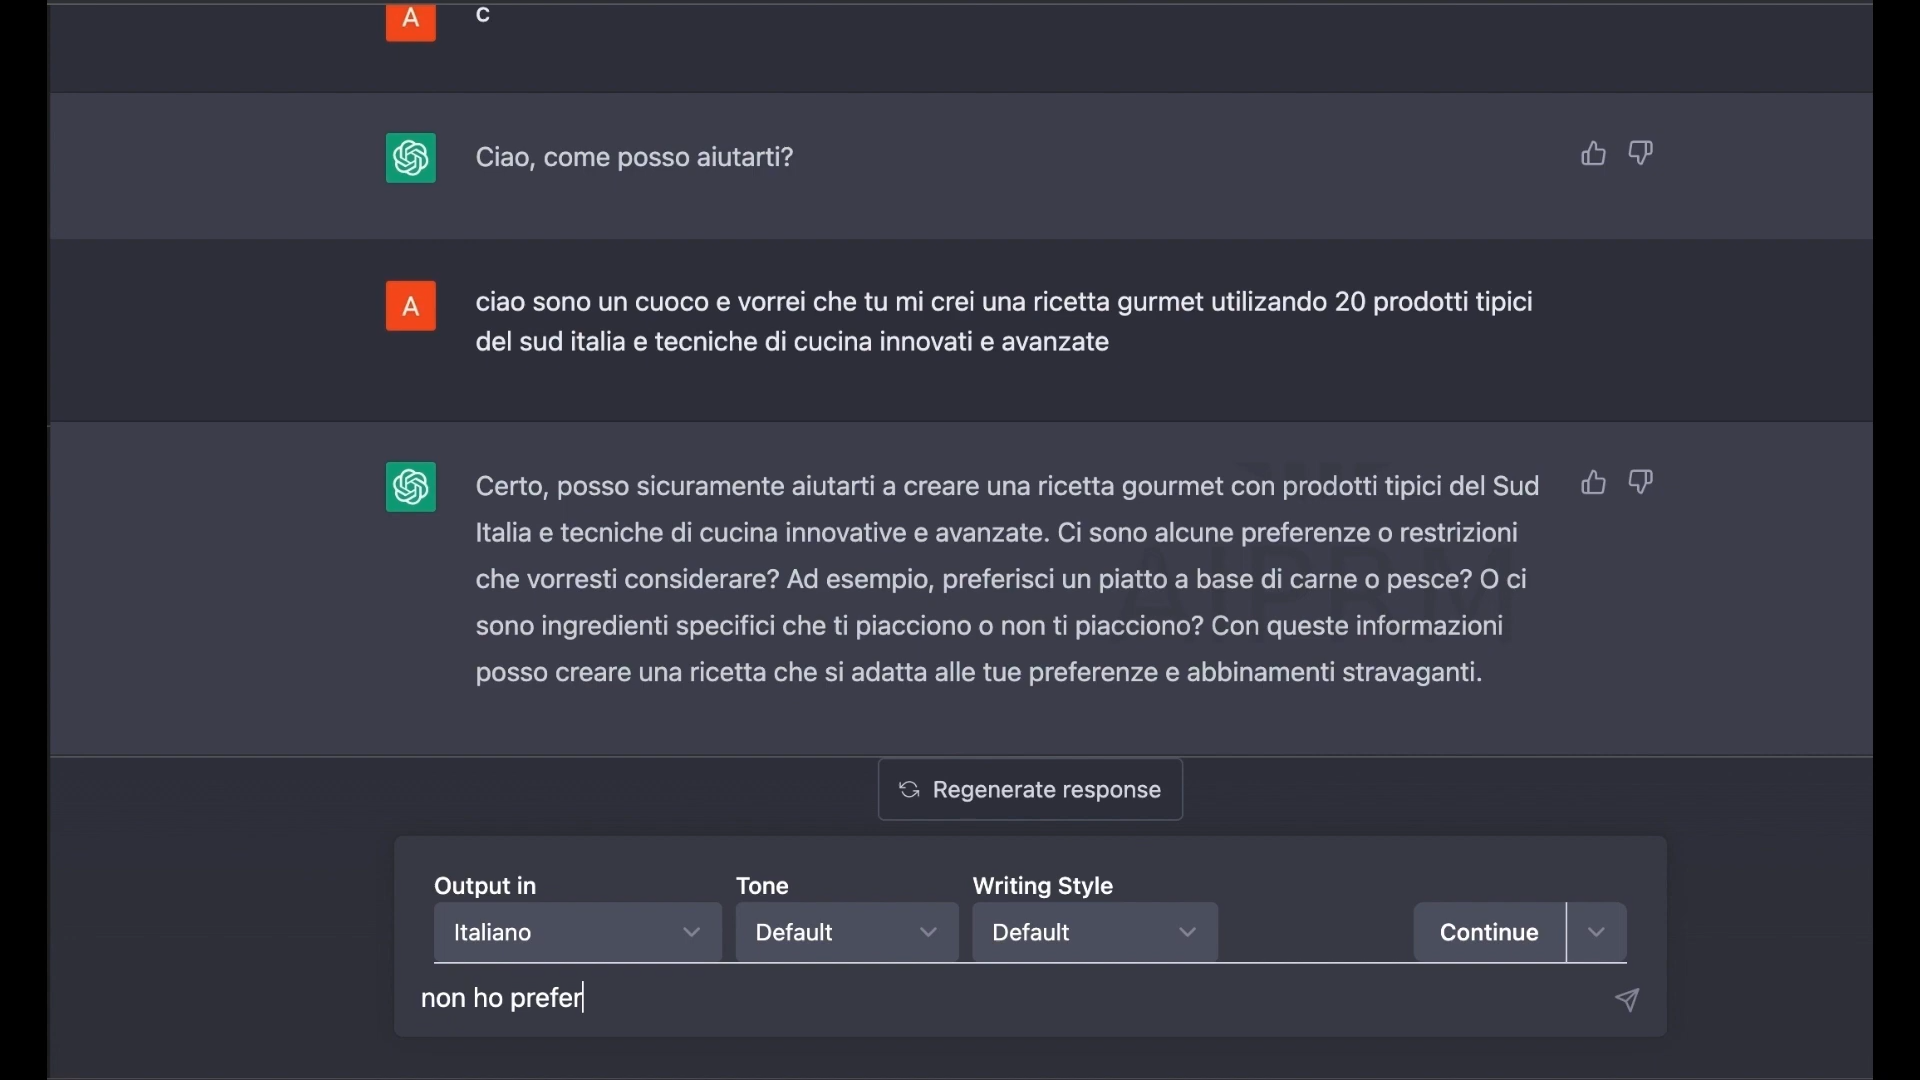 A
c
Ciao, come posso aiutarti?
A
ciao sono un cuoco e vorrei che tu mi crei una ricetta gurmet utilizando 20 prodotti tipici
del sud italia e tecniche di cucina innovati e avanzate
Certo, posso sicuramente aiutarti a creare una ricetta gourmet con prodotti tipici del Sud
Italia e tecniche di cucina innovative e avanzate. Ci sono alcune preferenze o restrizioni
che vorresti considerare? Ad esempio, preferisci un piatto a base di carne o pesce? O ci
sono ingredienti specifici che ti piacciono o non ti piacciono? Con queste informazioni
posso creare una ricetta che si adatta alle tue preferenze e abbinamenti stravaganti.
Regenerate response
Output in
Tone
Writing Style
Italiano
Default
Default
Continue
non ho prefer